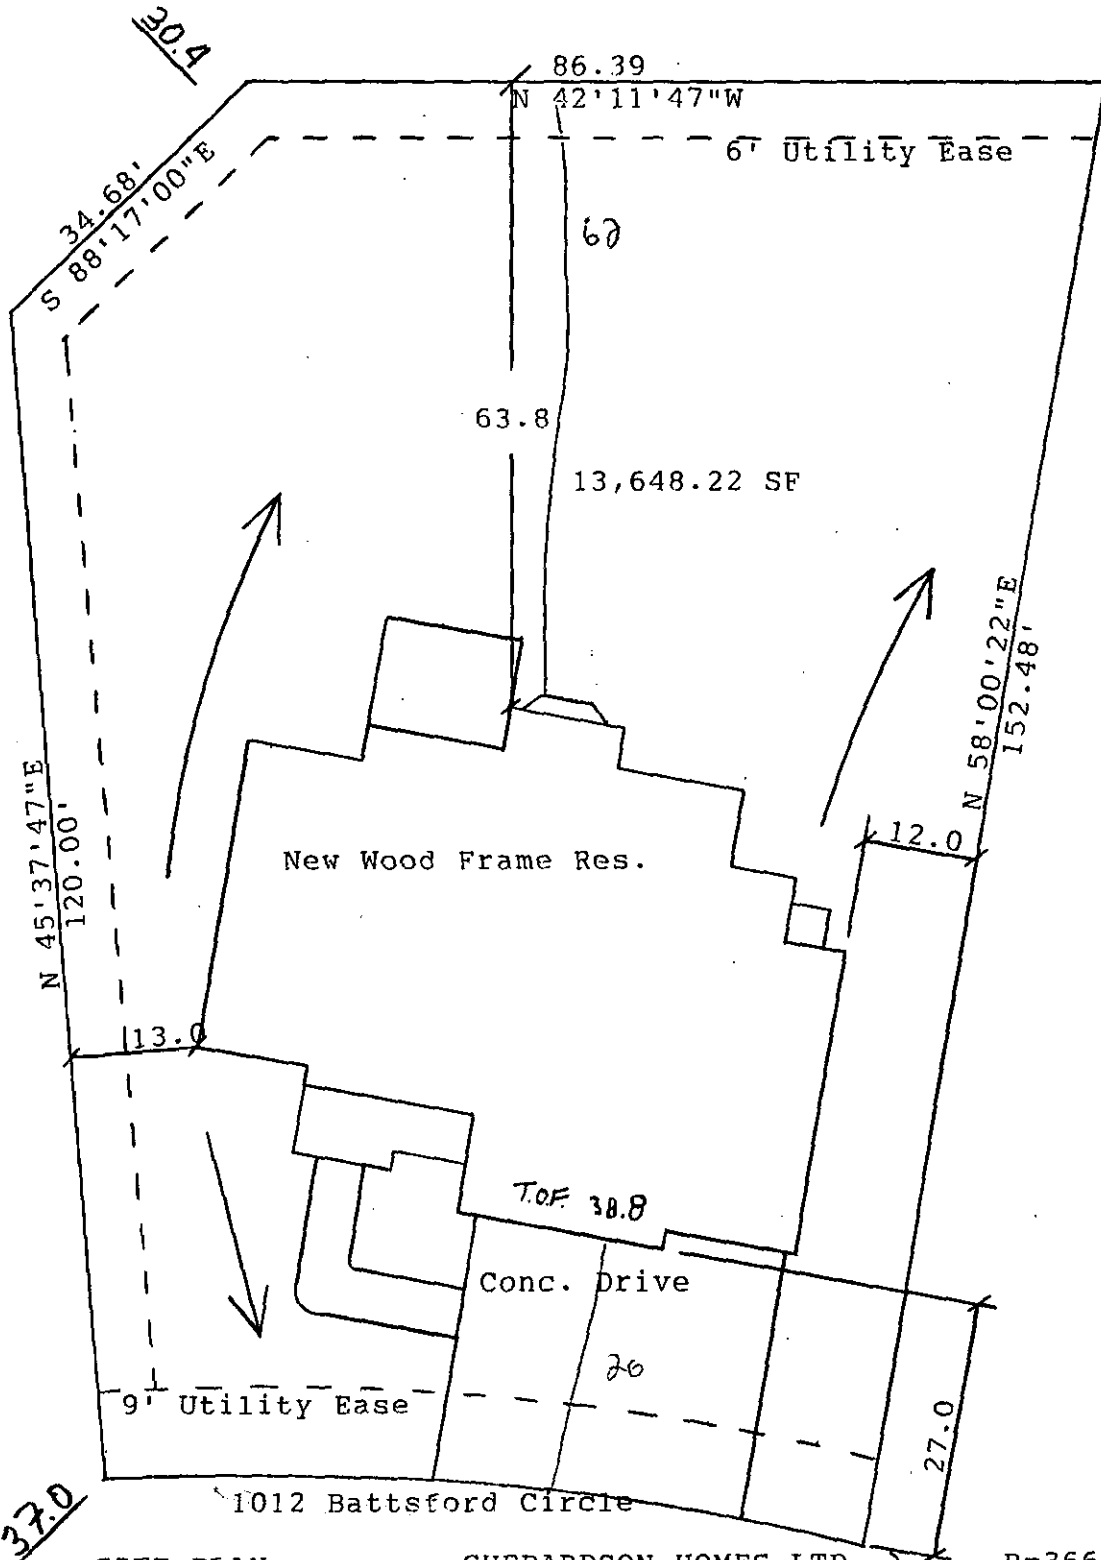 30.4
86.39
N 42'11'47"W
6' Utility Ease
34.68'
S 88'17'00"E
62
63.8
13,648.22 SF
N 58'00'22"E
152.48'
12.0
New Wood Frame Res.
N 45'37'47"E
120.00'
13.0
T.O.F. 38.8
Conc. Drive
26
9' Utility Ease
27.0
1012 Battsford Circle
37.0